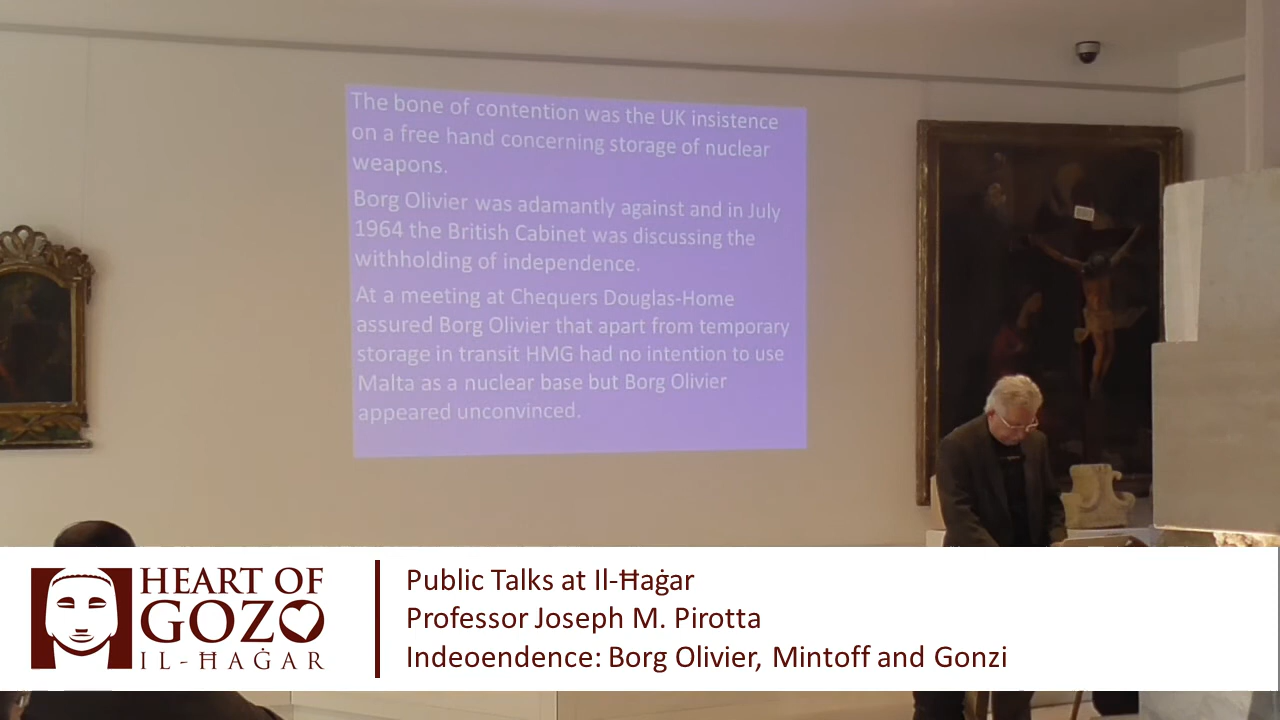 The bone of contention was the UK insistence
on a free hand concerning storage of nuclear
weapons.
Borg Olivier was adamantly against and in July
1964 the British Cabinet was discussing the
withholding of independence.
At a meeting at Chequers Douglas-Home
assured Borg Olivier that apart from temporary
storage in transit HMG had no intention to use
Malta as a nuclear base but Borg Olivier
appeared unconvinced.
HEART OF
GOZO
IL-ĦAĠAR
Public Talks at Il-Ħaġar
Professor Joseph M. Pirotta
Indeoendence: Borg Olivier, Mintoff and Gonzi